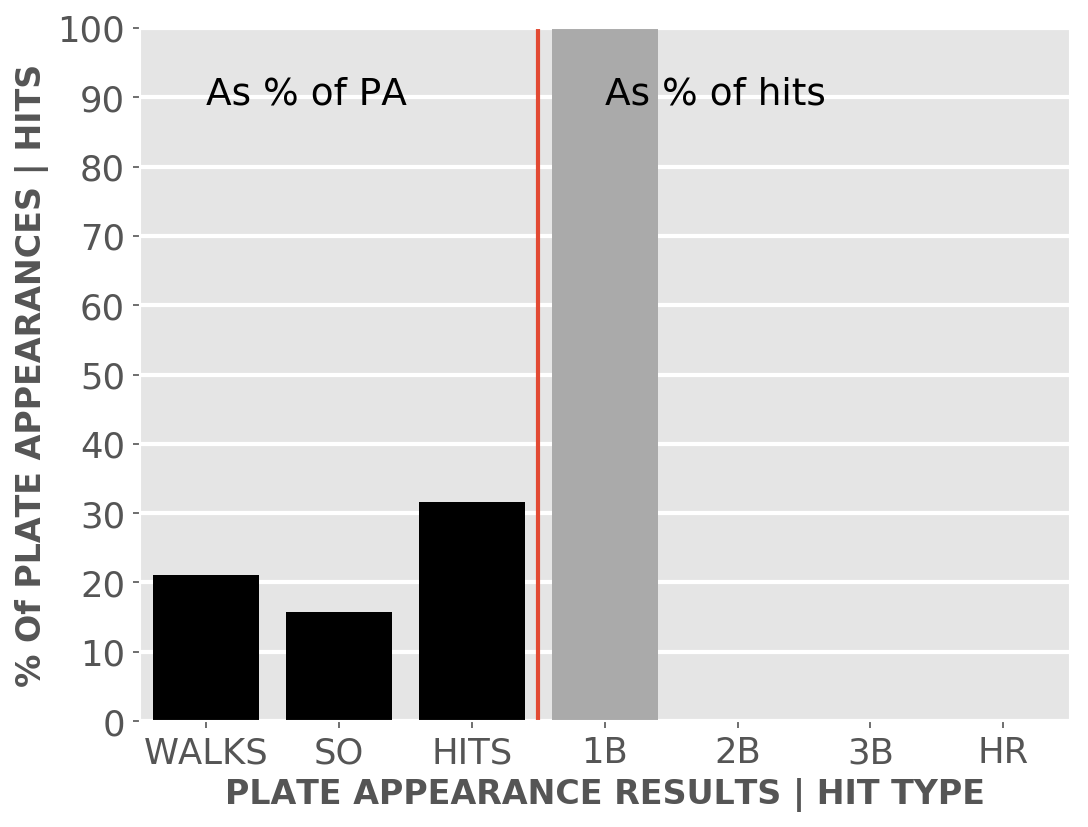 % Of PLATE APPEARANCES | HITS
100
90
80
70
60
50
40
30
20
10
0
As % of PA
As % of hits
WALKS SO HITS 1B 2B 3B HR
PLATE APPEARANCE RESULTS | HIT TYPE